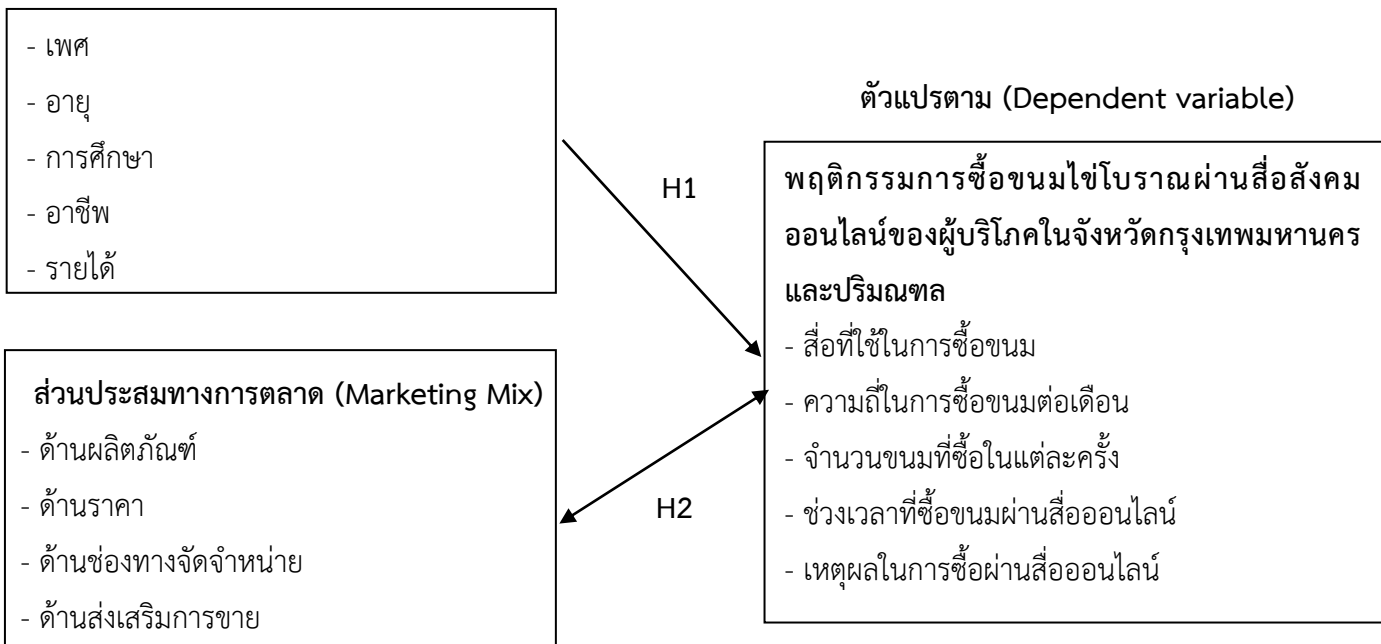 - เพศ
- อายุ
- การศึกษา
- อาชีพ
- รายได้
ส่วนประสมทางการตลาด (Marketing Mix)
- ด้านผลิตภัณฑ์
- ด้านราคา
- ด้านช่องทางจัดจำหน่าย
- ด้านส่งเสริมการขาย
H1
H2
ตัวแปรตาม (Dependent variable)
พฤติกรรมการซื้อขนมไข่โบราณผ่านสื่อสังคม
ออนไลน์ของผู้บริโภคในจังหวัดกรุงเทพมหานคร
และปริมณฑล
- สื่อที่ใช้ในการซื้อขนม
- ความถี่ในการซื้อขนมต่อเดือน
- จำนวนขนมที่ซื้อในแต่ละครั้ง
- ช่วงเวลาที่ซื้อขนมผ่านสื่อออนไลน์
- เหตุผลในการซื้อผ่านสื่อออนไลน์